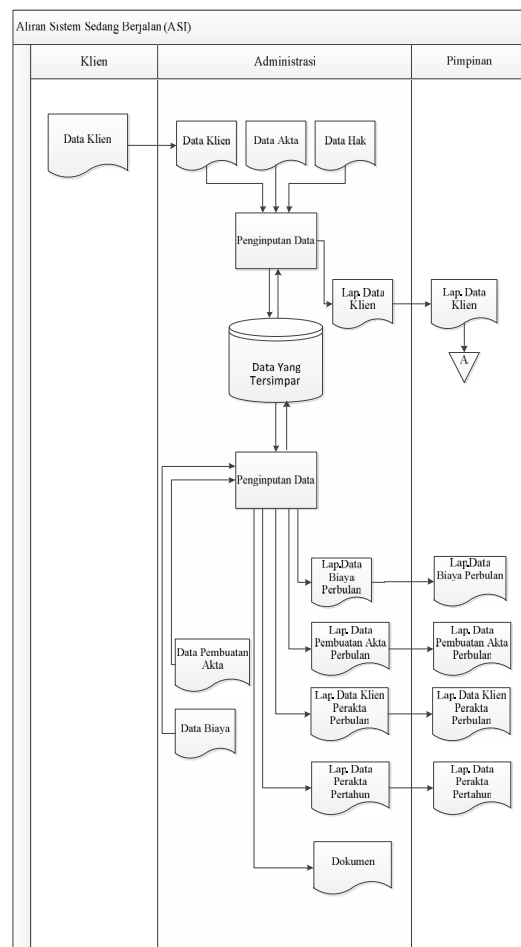 Aliran Sistem Sedang Berjalan (ASI)
Klien
Administrasi
Pimpinan
Data Klien
Data Klien
Data Akta
Data Hak
Penginputan Data
Lap. Data
Klien
Lap. Data
Klien
A
Data Yang
Tersimpar
Penginputan Data
Lap.Data
Biaya
Perbulan
Lap.Data
Biaya Perbulan
Data Pembuatan
Akta
Lap. Data
Pembuatan Akta
Perbulan
Lap. Data
Pembuatan Akta
Perbulan
Data Biaya
Lap. Data Klien
Perakta
Perbulan
Lap. Data Klien
Perakta
Perbulan
Lap. Data
Perakta
Pertahun
Lap. Data
Perakta
Pertahun
Dokumen